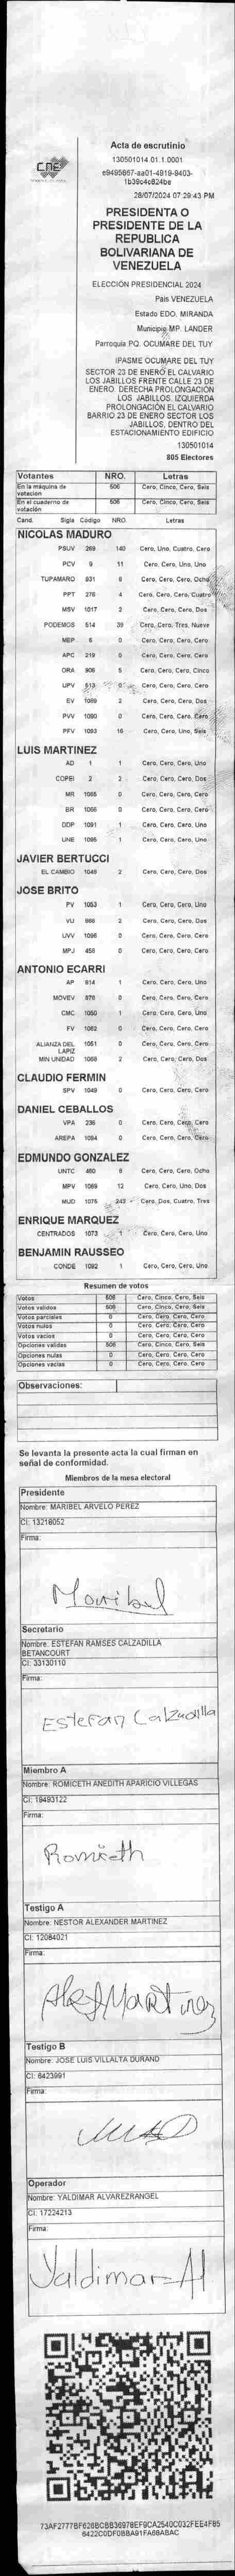 Acta de escrutinio
130501014.01.1.0001
e9495867-aa01-4919-9403-
1b39c4c824be
28/07/2024 07:29:43 PM
PRESIDENTA O
PRESIDENTE DE LA
REPUBLICA
BOLIVARIANA DE
VENEZUELA
ELECCIÓN PRESIDENCIAL 2024
CNE
País VENEZUELA
Estado EDO. MIRANDA
Municipio MP. LANDER
Parroquia PQ. OCUMARE DEL TUY
IPASME OCUMARE DEL TUY
SECTOR 23 DE ENERO EL CALVARIO
LOS JABILLOS FRENTE CALLE 23 DE
ENERO. DERECHA PROLONGACIÓN
LOS JABILLOS. IZQUIERDA
PROLONGACIÓN EL CALVARIO
BARRIO 23 DE ENERO SECTOR LOS
JABILLOS, DENTRO DEL
ESTACIONAMIENTO EDIFICIO
130501014
805 Electores
Votantes NRO. Letras
En la máquina de votación 506 Cero, Cinco, Cero, Seis
En el cuaderno de votación 506 Cero, Cinco, Cero, Seis
Cand. Sigla Código NRO. Letras
NICOLAS MADURO
PSUV 269 140 Cero, Uno, Cuatro, Cero
PCV 9 11 Cero, Cero, Uno, Uno
TUPAMARO 931 8 Cero, Cero, Cero, Ocho
PPT 276 4 Cero, Cero, Cero, Cuatro
MSV 1017 2 Cero, Cero, Cero, Dos
PODEMOS 514 39 Cero, Cero, Tres, Nueve
MEP 6 0 Cero, Cero, Cero, Cero
APC 219 0 Cero, Cero, Cero, Cero
ORA 906 5 Cero, Cero, Cero, Cinco
UPV 513 0 Cero, Cero, Cero, Cero
EV 1089 2 Cero, Cero, Cero, Dos
PVV 1090 0 Cero, Cero, Cero, Cero
PFV 1093 16 Cero, Cero, Uno, Seis
LUIS MARTINEZ
AD 1 1 Cero, Cero, Cero, Uno
COPEI 2 2 Cero, Cero, Cero, Dos
MR 1065 0 Cero, Cero, Cero, Cero
BR 1066 0 Cero, Cero, Cero, Cero
DDP 1091 1 Cero, Cero, Cero, Uno
UNE 1095 1 Cero, Cero, Cero, Uno
JAVIER BERTUCCI
EL CAMBIO 1048 2 Cero, Cero, Cero, Dos
JOSE BRITO
PV 1053 1 Cero, Cero, Cero, Uno
VU 968 2 Cero, Cero, Cero, Dos
UVV 1096 0 Cero, Cero, Cero, Cero
MPJ 458 0 Cero, Cero, Cero, Cero
ANTONIO ECARRI
AP 914 1 Cero, Cero, Cero, Uno
MOVEV 978 0 Cero, Cero, Cero, Cero
CMC 1050 1 Cero, Cero, Cero, Uno
FV 1062 0 Cero, Cero, Cero, Cero
ALIANZA DEL LAPIZ 1051 0 Cero, Cero, Cero, Cero
MIN UNIDAD 1068 2 Cero, Cero, Cero, Dos
CLAUDIO FERMIN
SPV 1049 0 Cero, Cero, Cero, Cero
DANIEL CEBALLOS
VPA 236 0 Cero, Cero, Cero, Cero
AREPA 1094 0 Cero, Cero, Cero, Cero
EDMUNDO GONZALEZ
UNTC 480 8 Cero, Cero, Cero, Ocho
MPV 1069 12 Cero, Cero, Uno, Dos
MUD 1075 243 Cero, Dos, Cuatro, Tres
ENRIQUE MARQUEZ
CENTRADOS 1073 1 Cero, Cero, Cero, Uno
BENJAMIN RAUSSEO
CONDE 1092 1 Cero, Cero, Cero, Uno
Resumen de votos
Votos 506 Cero, Cinco, Cero, Seis
Votos válidos 506 Cero, Cinco, Cero, Seis
Votos parciales 0 Cero, Cero, Cero, Cero
Votos nulos 0 Cero, Cero, Cero, Cero
Votos vacíos 0 Cero, Cero, Cero, Cero
Opciones válidas 506 Cero, Cinco, Cero, Seis
Opciones nulas 0 Cero, Cero, Cero, Cero
Opciones vacías 0 Cero, Cero, Cero, Cero
Observaciones:
Se levanta la presente acta la cual firman en
señal de conformidad.
Miembros de la mesa electoral
Presidente
Nombre: MARIBEL ARVELO PEREZ
CI: 13218052
Firma:
Maribel
Secretario
Nombre: ESTEFAN RAMSES CALZADILLA
BETANCOURT
CI: 33130110
Firma:
Estefan Calzadilla
Miembro A
Nombre: ROMICETH ANEDITH APARICIO VILLEGAS
CI: 19493122
Firma:
Romiceth
Testigo A
Nombre: NESTOR ALEXANDER MARTINEZ
CI: 12084021
Firma:
Alex Martinez
Testigo B
Nombre: JOSE LUIS VILLALTA DURAND
CI: 6423991
Firma:
Operador
Nombre: YALDIMAR ALVAREZRANGEL
CI: 17224213
Firma:
Yaldimar Al
73AF2777BF626BCBB36978EF9CA2540C032FEE4F85
6422C0DF0BBA91FA68ABAC